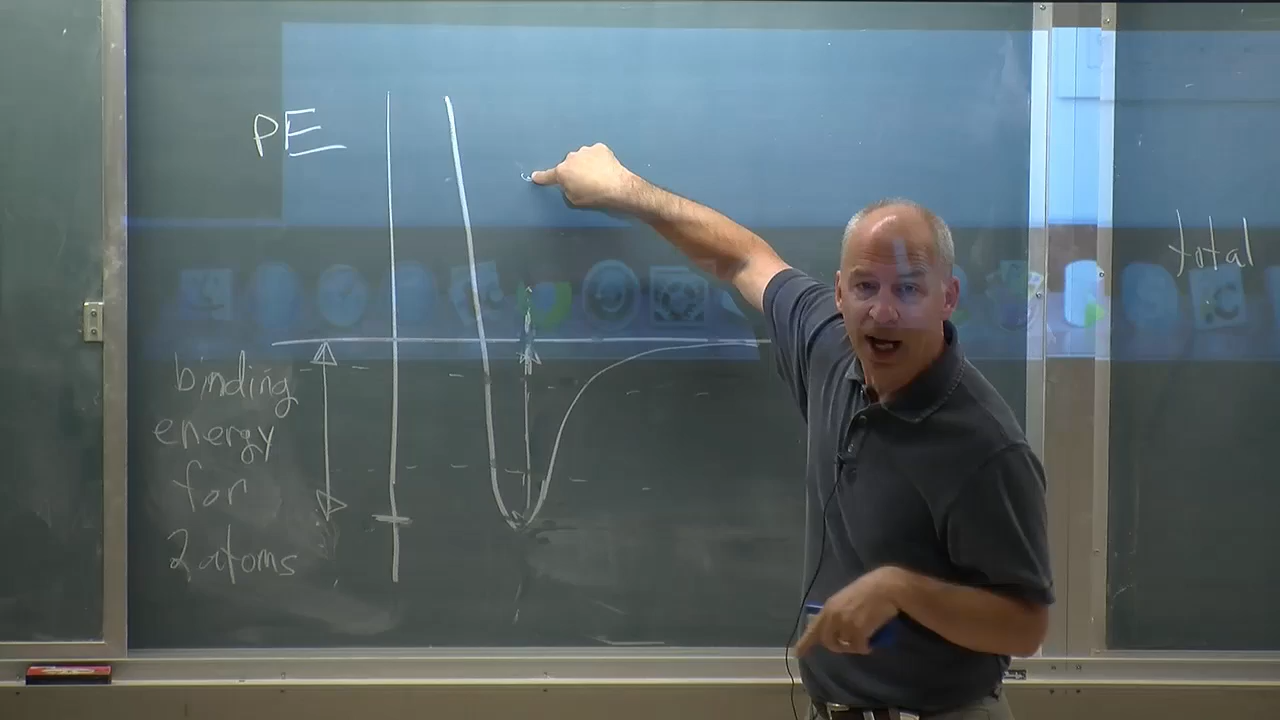 PE
total
binding
energy
for
2 atoms